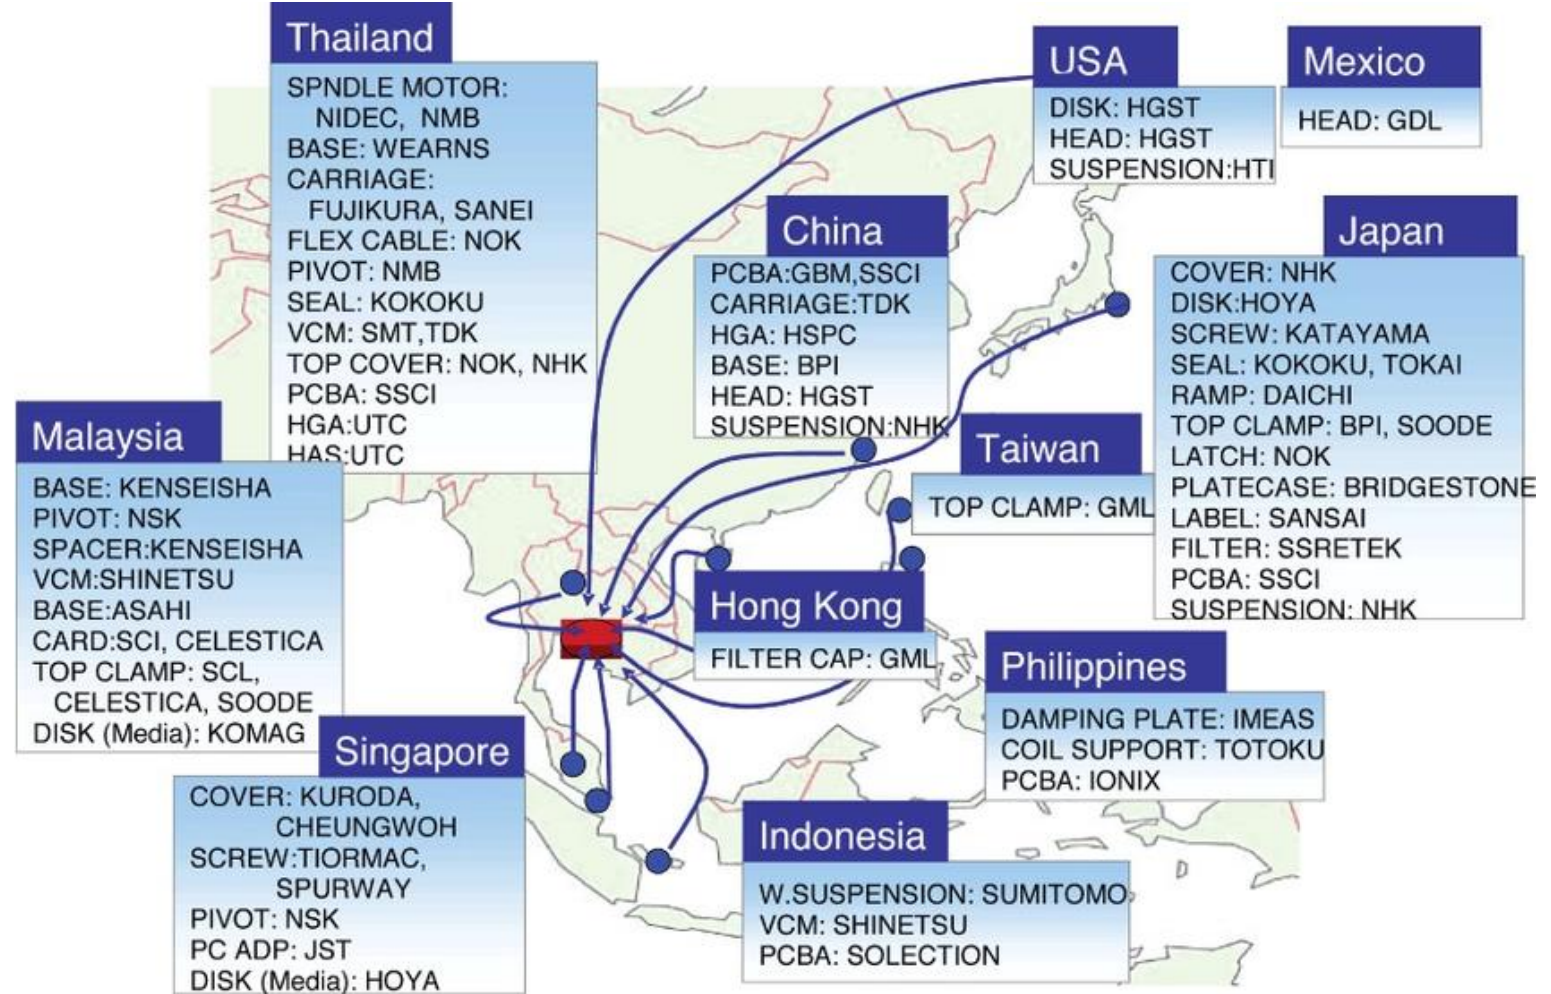 Thailand
SPNDLE MOTOR:
NIDEC, NMB
BASE: WEARNS
CARRIAGE:
FUJIKURA, SANEI
FLEX CABLE: NOK
PIVOT: NMB
SEAL: KOKOKU
VCM: SMT,TDK
TOP COVER: NOK, NHK
PCBA: SSCI
HGA:UTC
HAS:UTC
USA
DISK: HGST
HEAD: HGST
SUSPENSION:HTI
Mexico
HEAD: GDL
China
PCBA:GBM,SSCI
CARRIAGE:TDK
HGA: HSPC
BASE: BPI
HEAD: HGST
SUSPENSION:NHK
Japan
COVER: NHK
DISK:HOYA
SCREW: KATAYAMA
SEAL: KOKOKU, TOKAI
RAMP: DAICHI
TOP CLAMP: BPI, SOODE
LATCH: NOK
PLATECASE: BRIDGESTONE
LABEL: SANSAI
FILTER: SSRETEK
PCBA: SSCI
SUSPENSION: NHK
Malaysia
BASE: KENSEISHA
PIVOT: NSK
SPACER:KENSEISHA
VCM:SHINETSU
BASE:ASAHI
CARD:SCI, CELESTICA
TOP CLAMP: SCL,
CELESTICA, SOODE
DISK (Media): KOMAG
Taiwan
TOP CLAMP: GML
Hong Kong
FILTER CAP: GML
Philippines
DAMPING PLATE: IMEAS
COIL SUPPORT: TOTOKU
PCBA: IONIX
Singapore
COVER: KURODA,
CHEUNGWOH
SCREW:TIORMAC,
SPURWAY
PIVOT: NSK
PC ADP: JST
DISK (Media): HOYA
Indonesia
W.SUSPENSION: SUMITOMO
VCM: SHINETSU
PCBA: SOLECTION